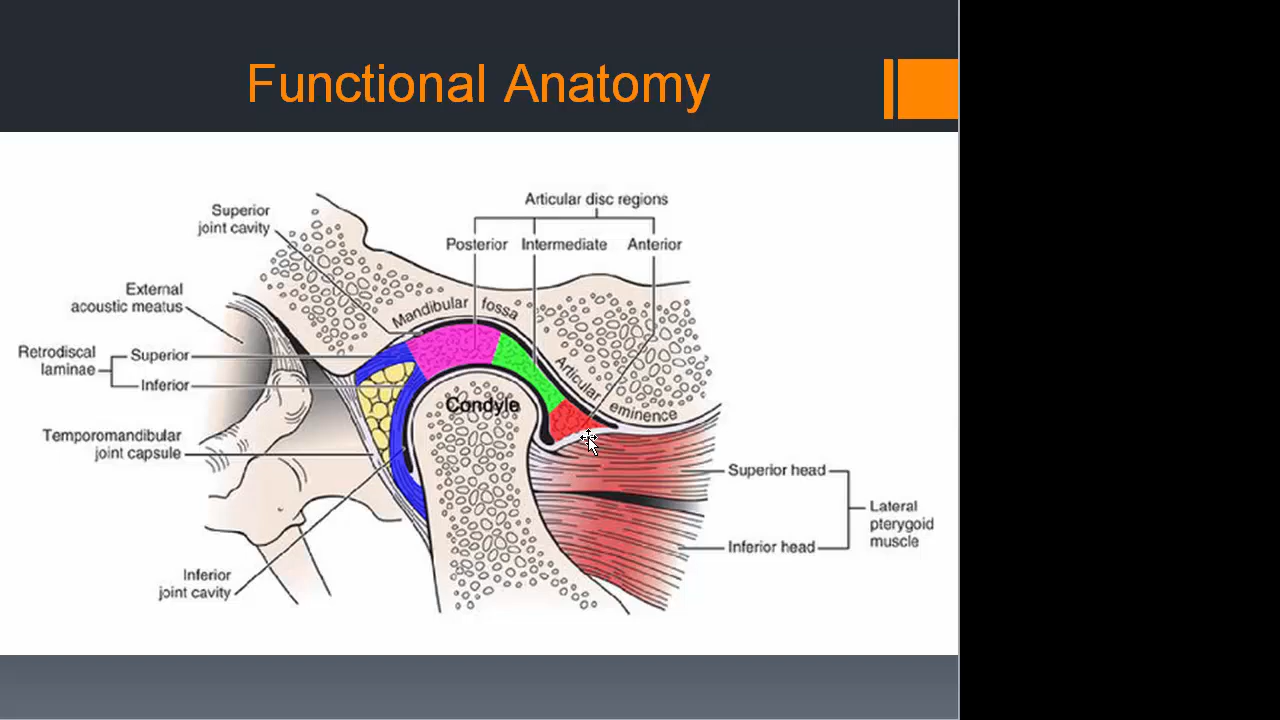 Functional Anatomy
Articular disc regions
Superior
joint cavity
Posterior
Intermediate
Anterior
External
acoustic meatus
Mandibular fossa
Retrodiscal
laminae
Superior
Inferior
Articular
eminence
Condyle
Temporomandibular
joint capsule
Superior head
Lateral
pterygoid
muscle
Inferior head
Inferior
joint cavity